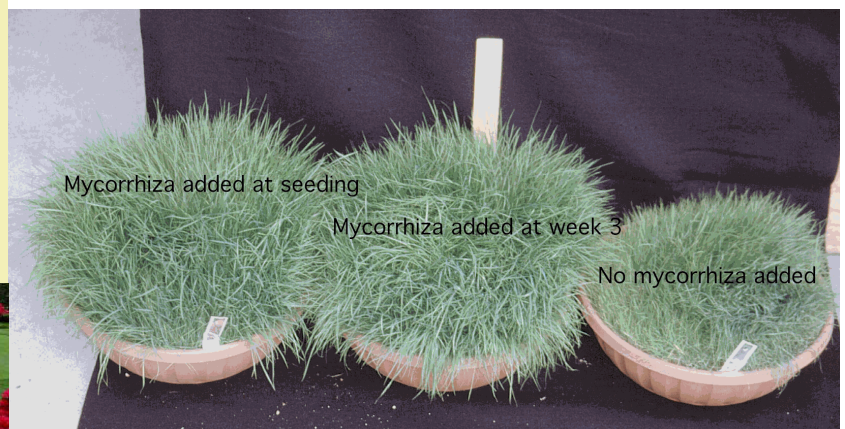 Mycorrhiza added at seeding
Mycorrhiza added at week 3
No mycorrhiza added